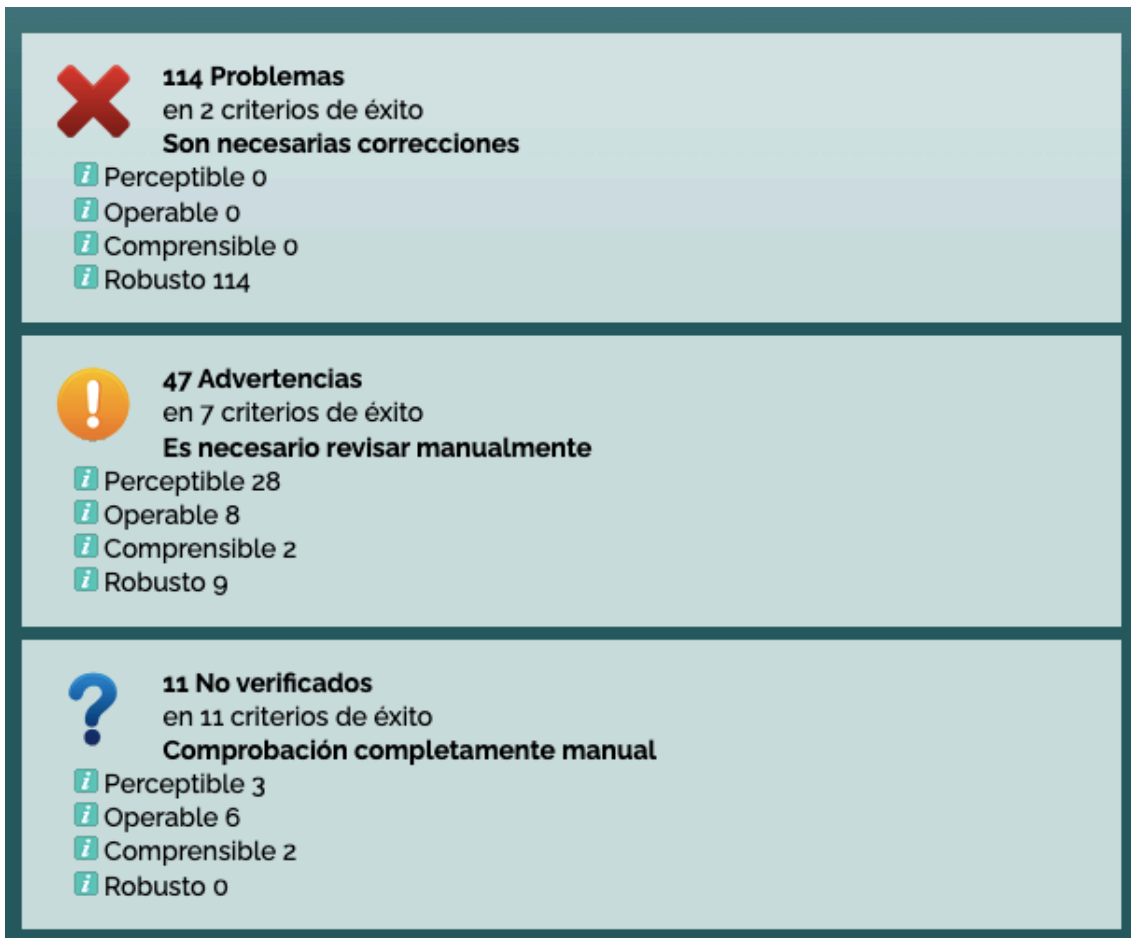 114 Problemas
en 2 criterios de éxito
Son necesarias correcciones
i Perceptible 0
i Operable 0
i Comprensible 0
i Robusto 114
47 Advertencias
en 7 criterios de éxito
Es necesario revisar manualmente
i Perceptible 28
i Operable 8
i Comprensible 2
i Robusto 9
11 No verificados
en 11 criterios de éxito
Comprobación completamente manual
i Perceptible 3
i Operable 6
i Comprensible 2
i Robusto 0